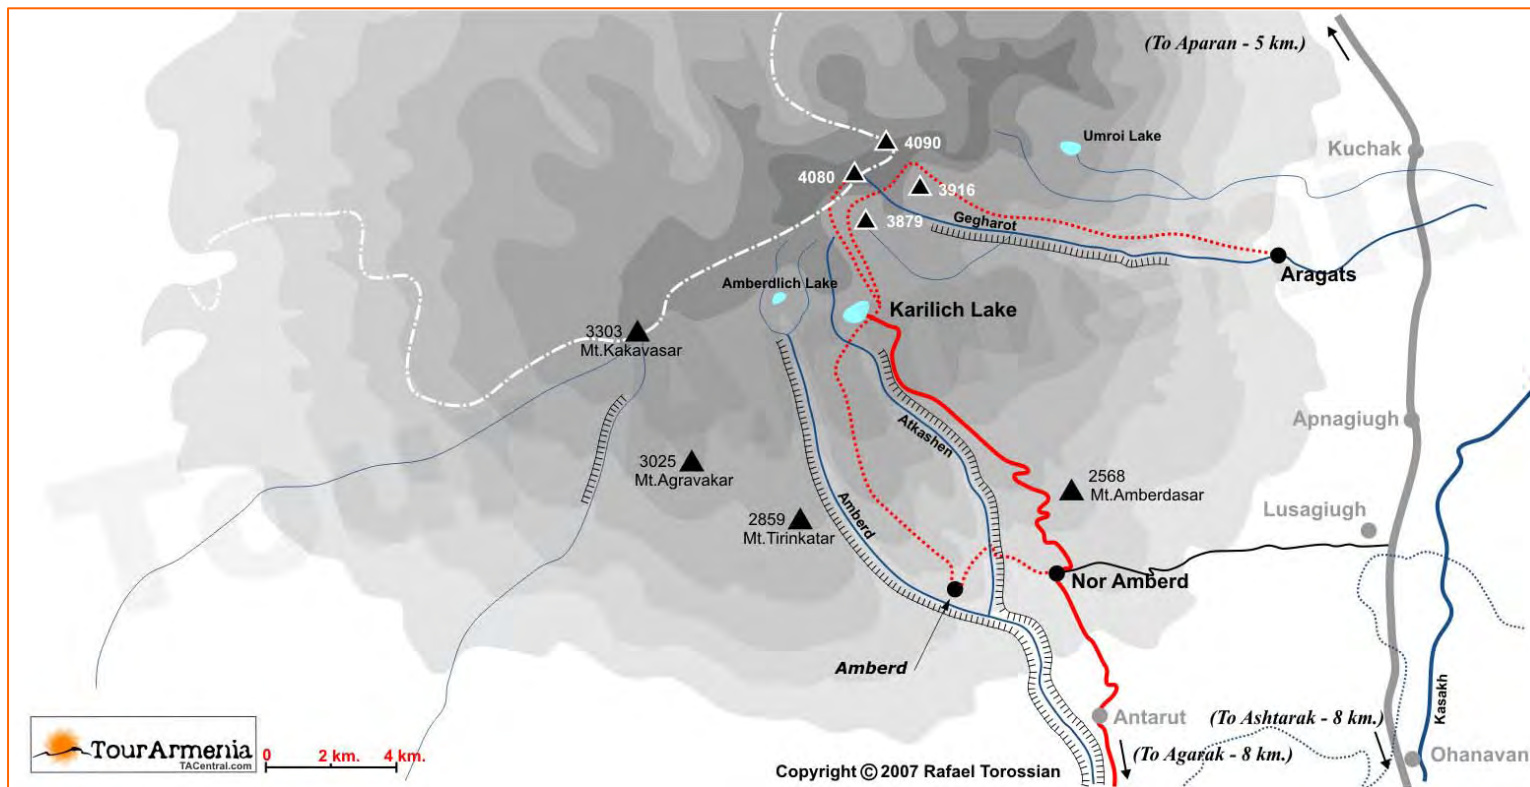 (To Aparan - 5 km.)
Umroi Lake
4090
Kuchak
4080
3916
3879
Gegharot
Aragats
Amberdlich Lake
Karilich Lake
3303
Mt.Kakavasar
Apnagiugh
Atkashen
3025
Mt.Agravakar
2568
Mt.Amberdasar
Amberd
2859
Mt.Tirinkatar
Lusagiugh
Nor Amberd
Amberd
Kasakh
Antarut
(To Ashtarak - 8 km.)
(To Agarak - 8 km.)
Ohanavan
TourArmenia
TACentral.com
0 2 km. 4 km.
Copyright © 2007 Rafael Torossian